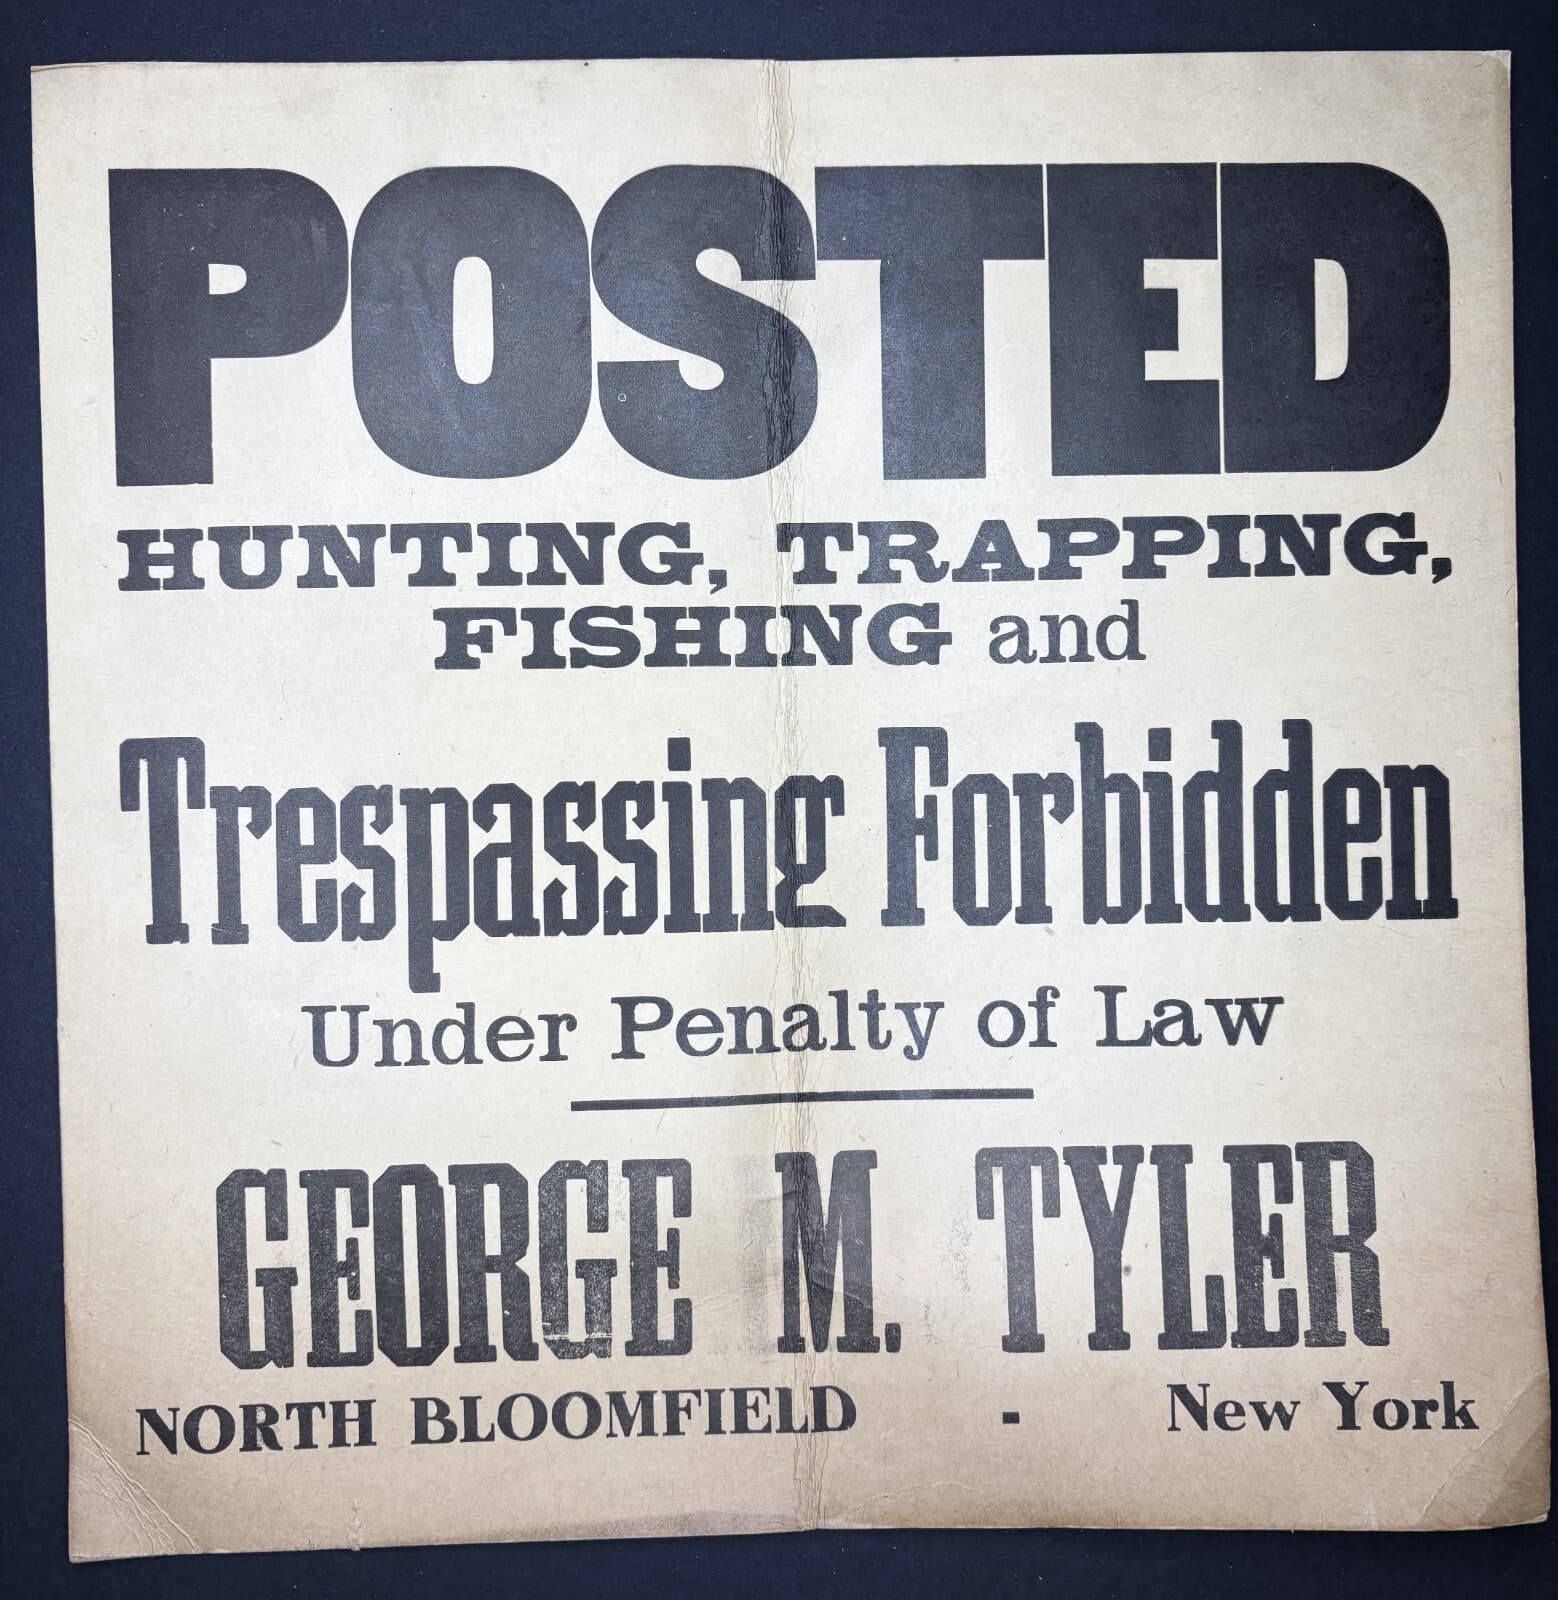 POSTED
HUNTING, TRAPPING,
FISHING and
Trespassing Forbidden
Under Penalty of Law
GEORGE M. TYLER
NORTH BLOOMFIELD - New York